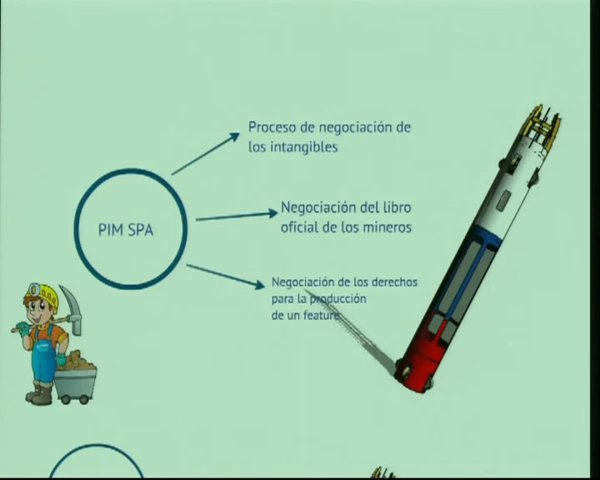 Proceso de negociación de
los intangibles
PIM SPA
Negociación del libro
oficial de los mineros
Negociación de los derechos
para la producción
de un feature